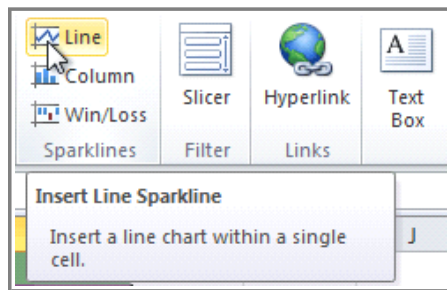 Line
Column
Win/Loss
Sparklines
Slicer
Filter
Hyperlink
Links
A
Text
Box
Insert Line Sparkline
Insert a line chart within a single
cell.
J